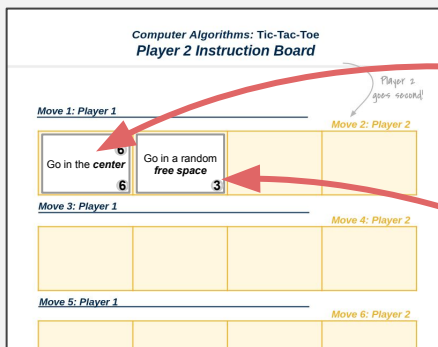 Computer Algorithms: Tic-Tac-Toe
Player 2 Instruction Board
Player 2
goes second!
Move 1: Player 1
Move 2: Player 2
6
Go in the center
6
Go in a random
free space
3
Move 3: Player 1
Move 4: Player 2
Move 5: Player 1
Move 6: Player 2